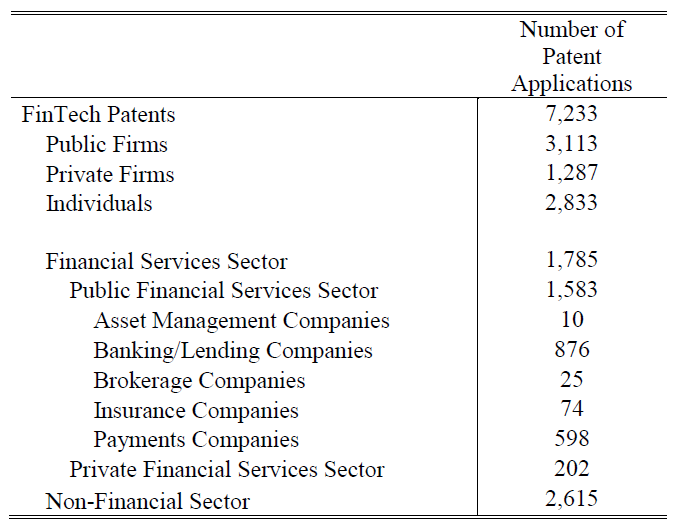 Number of
Patent
Applications
FinTech Patents 7,233
Public Firms 3,113
Private Firms 1,287
Individuals 2,833
Financial Services Sector 1,785
Public Financial Services Sector 1,583
Asset Management Companies 10
Banking/Lending Companies 876
Brokerage Companies 25
Insurance Companies 74
Payments Companies 598
Private Financial Services Sector 202
Non-Financial Sector 2,615